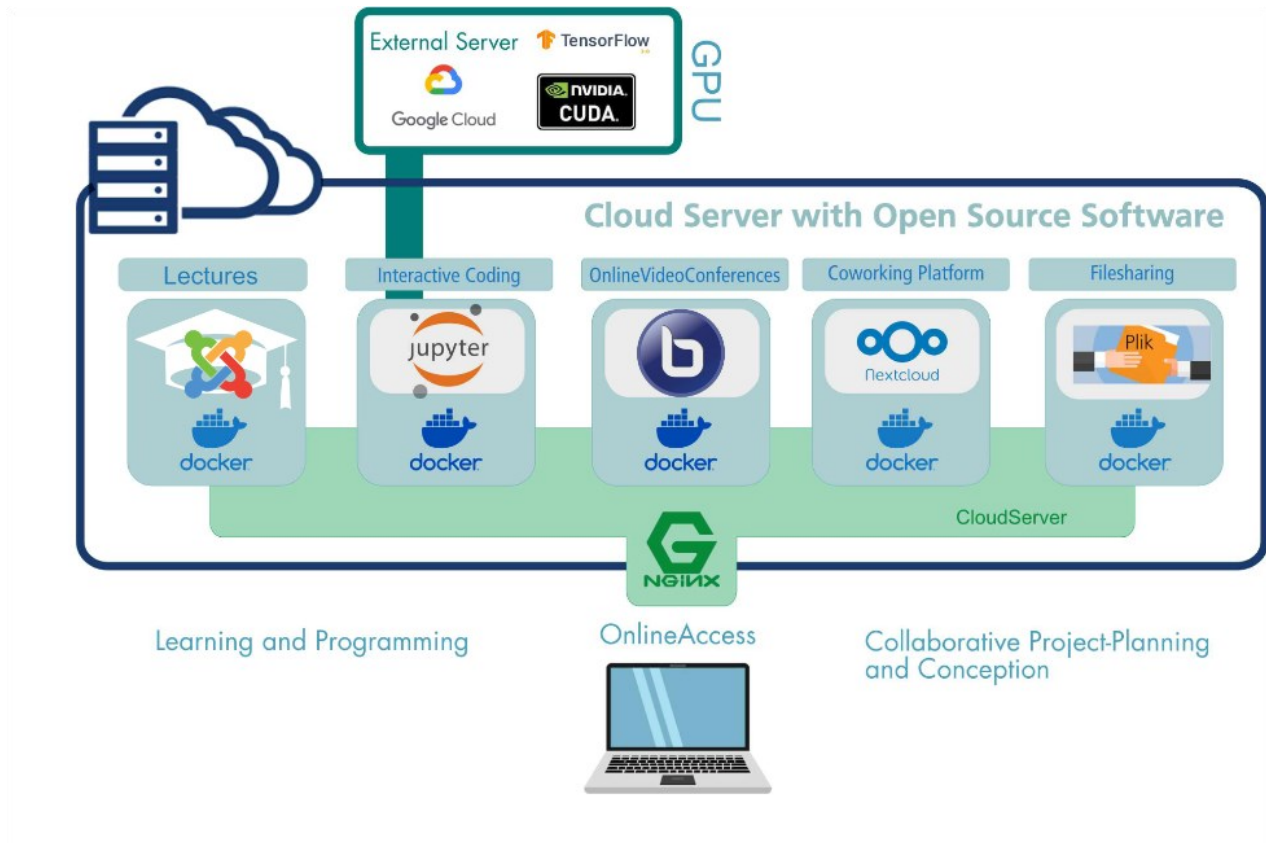 External Server
TensorFlow
Google Cloud
NVIDIA.
CUDA.
GPU
Cloud Server with Open Source Software
Lectures
Interactive Coding
OnlineVideoConferences
Coworking Platform
Filesharing
jupyter
b
nextcloud
Plik
docker
docker
docker
docker
docker
CloudServer
G
NGINX
Learning and Programming
OnlineAccess
Collaborative Project-Planning
and Conception